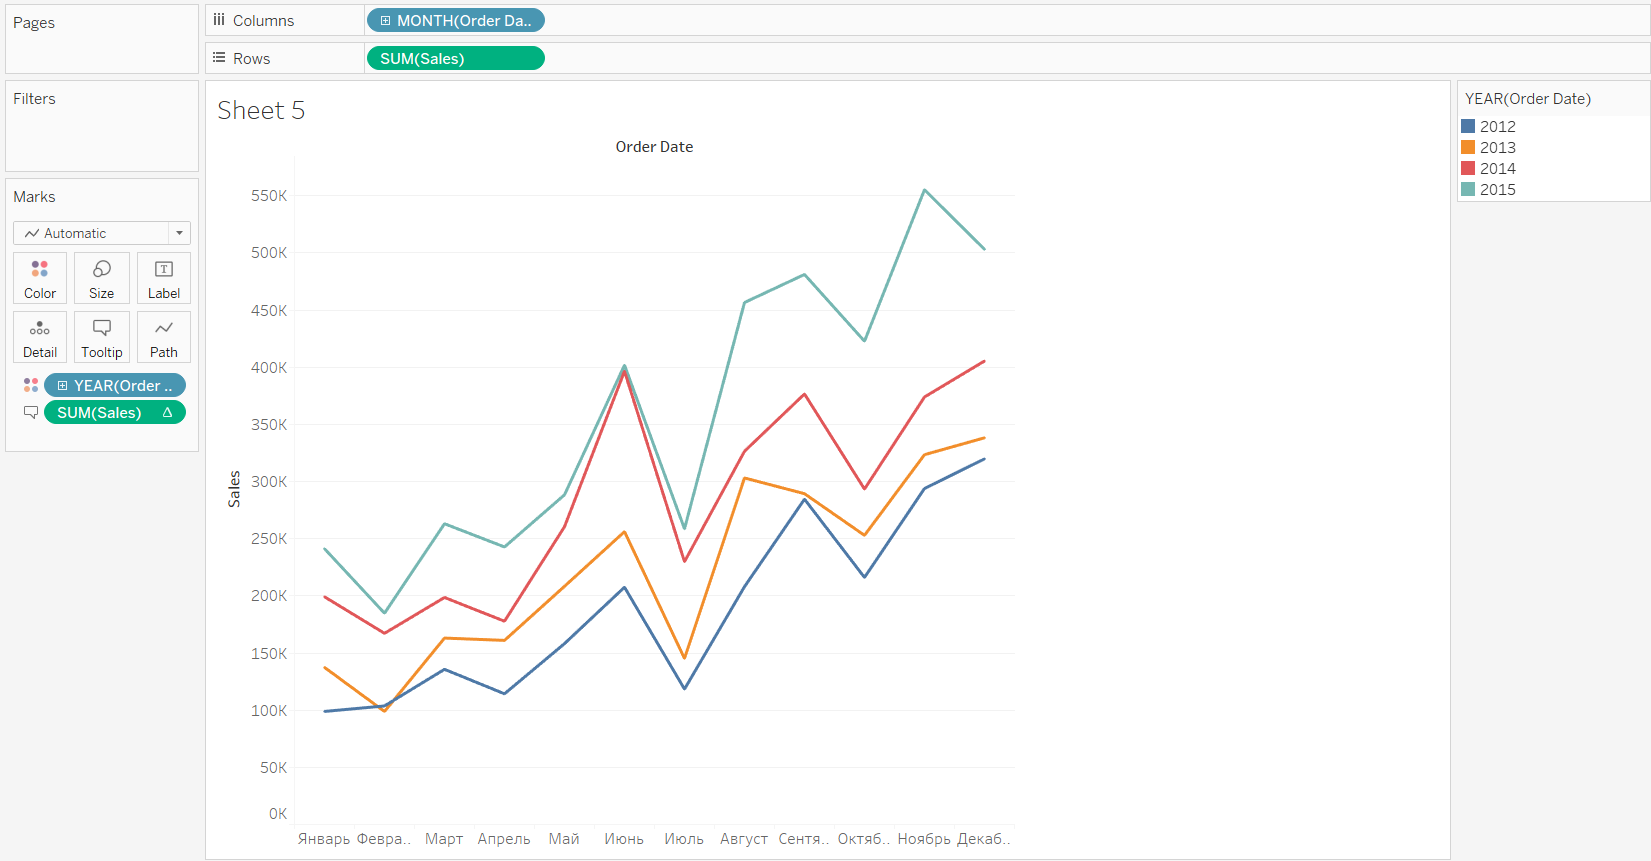 Pages
Columns
MONTH(Order Da..
Rows
SUM(Sales)
Filters
Marks
Automatic
Color
Size
Label
Detail
Tooltip
Path
YEAR(Order ..
SUM(Sales) Δ
Sheet 5
Order Date
Sales
550K
500K
450K
400K
350K
300K
250K
200K
150K
100K
50K
0K
Январь Февра.. Март Апрель Май Июнь Июль Август Сентя.. Октяб.. Ноябрь Декаб..
YEAR(Order Date)
2012
2013
2014
2015